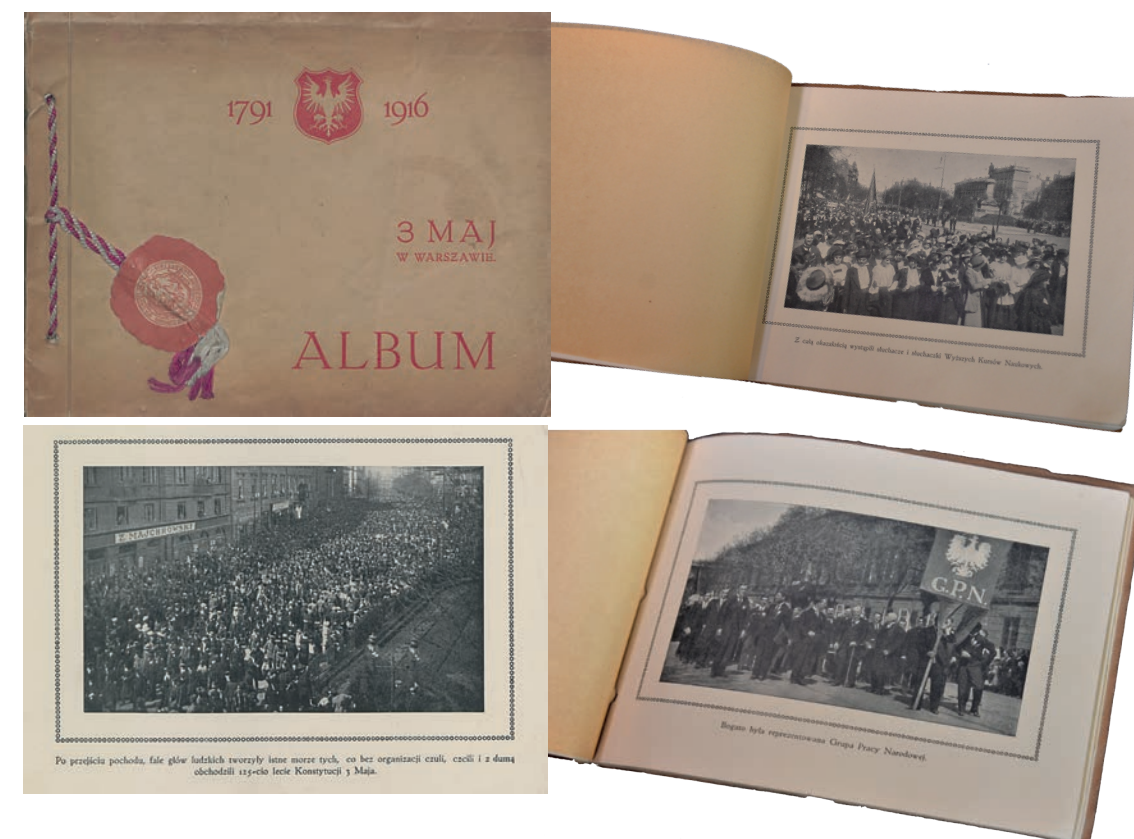 1791 1916
3 MAJ
W WARSZAWIE.
ALBUM
Z całą okazałością wystąpili słuchacze i słuchaczki Wyższych Kursów Naukowych.
Z. MAJCHROWSKI
Po przejściu pochodu, fale głów ludzkich tworzyły istne morze tych, co bez organizacji czuli, czcili i z dumą
obchodzili 125-cio lecie Konstytucji 3 Maja.
G.P.N.
Bogato była reprezentowana Grupa Pracy Narodowej.